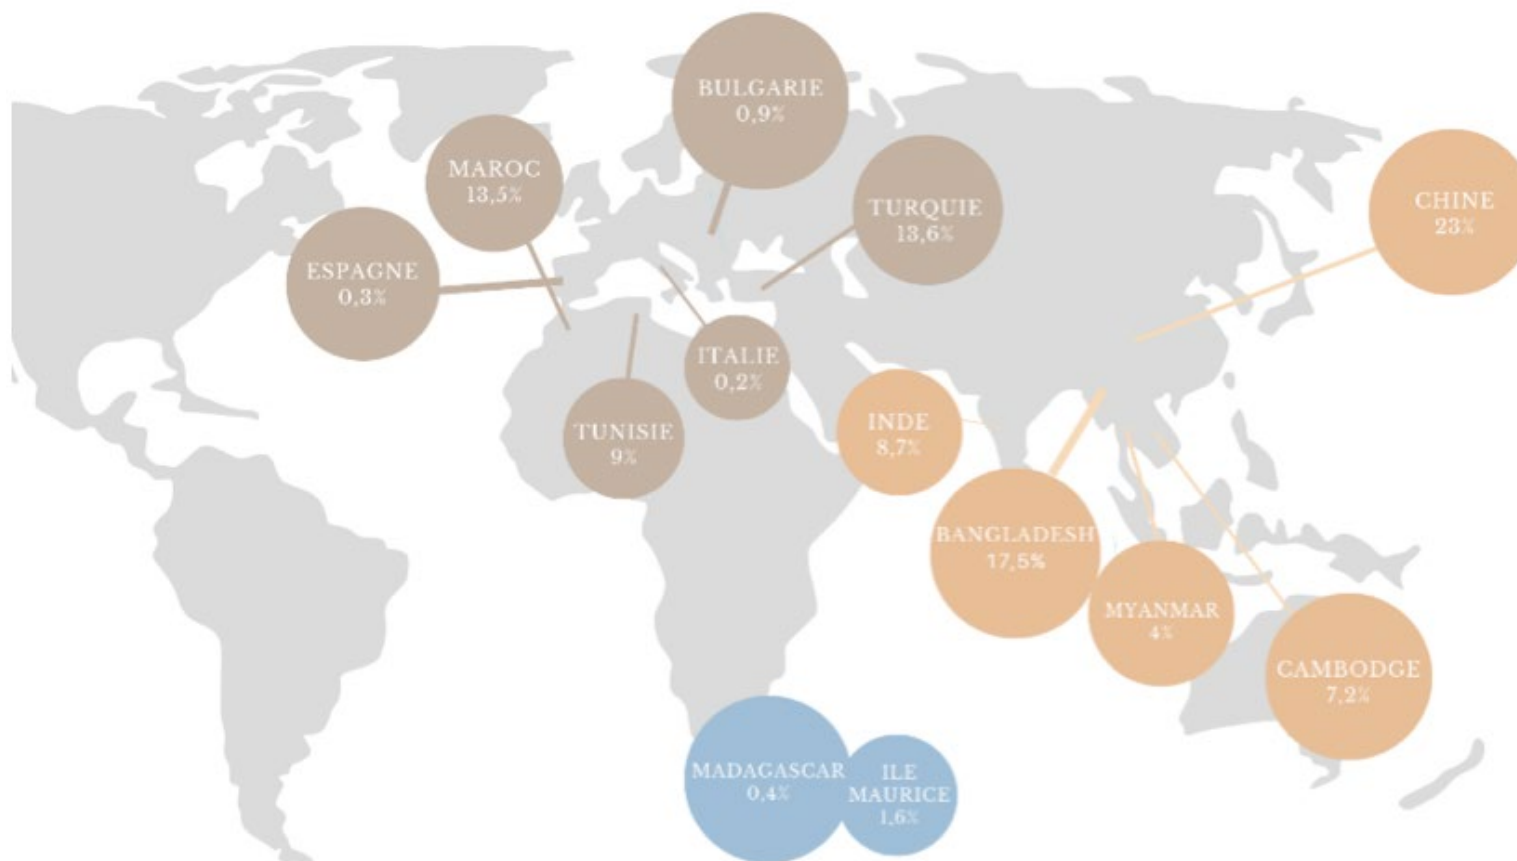 BULGARIE
0,9%
MAROC
13,5%
TURQUIE
13,6%
CHINE
23%
ESPAGNE
0,3%
ITALIE
0,2%
TUNISIE
9%
INDE
8,7%
BANGLADESH
17,5%
MYANMAR
4%
CAMBODGE
7,2%
MADAGASCAR
0,4%
ILE
MAURICE
1,6%